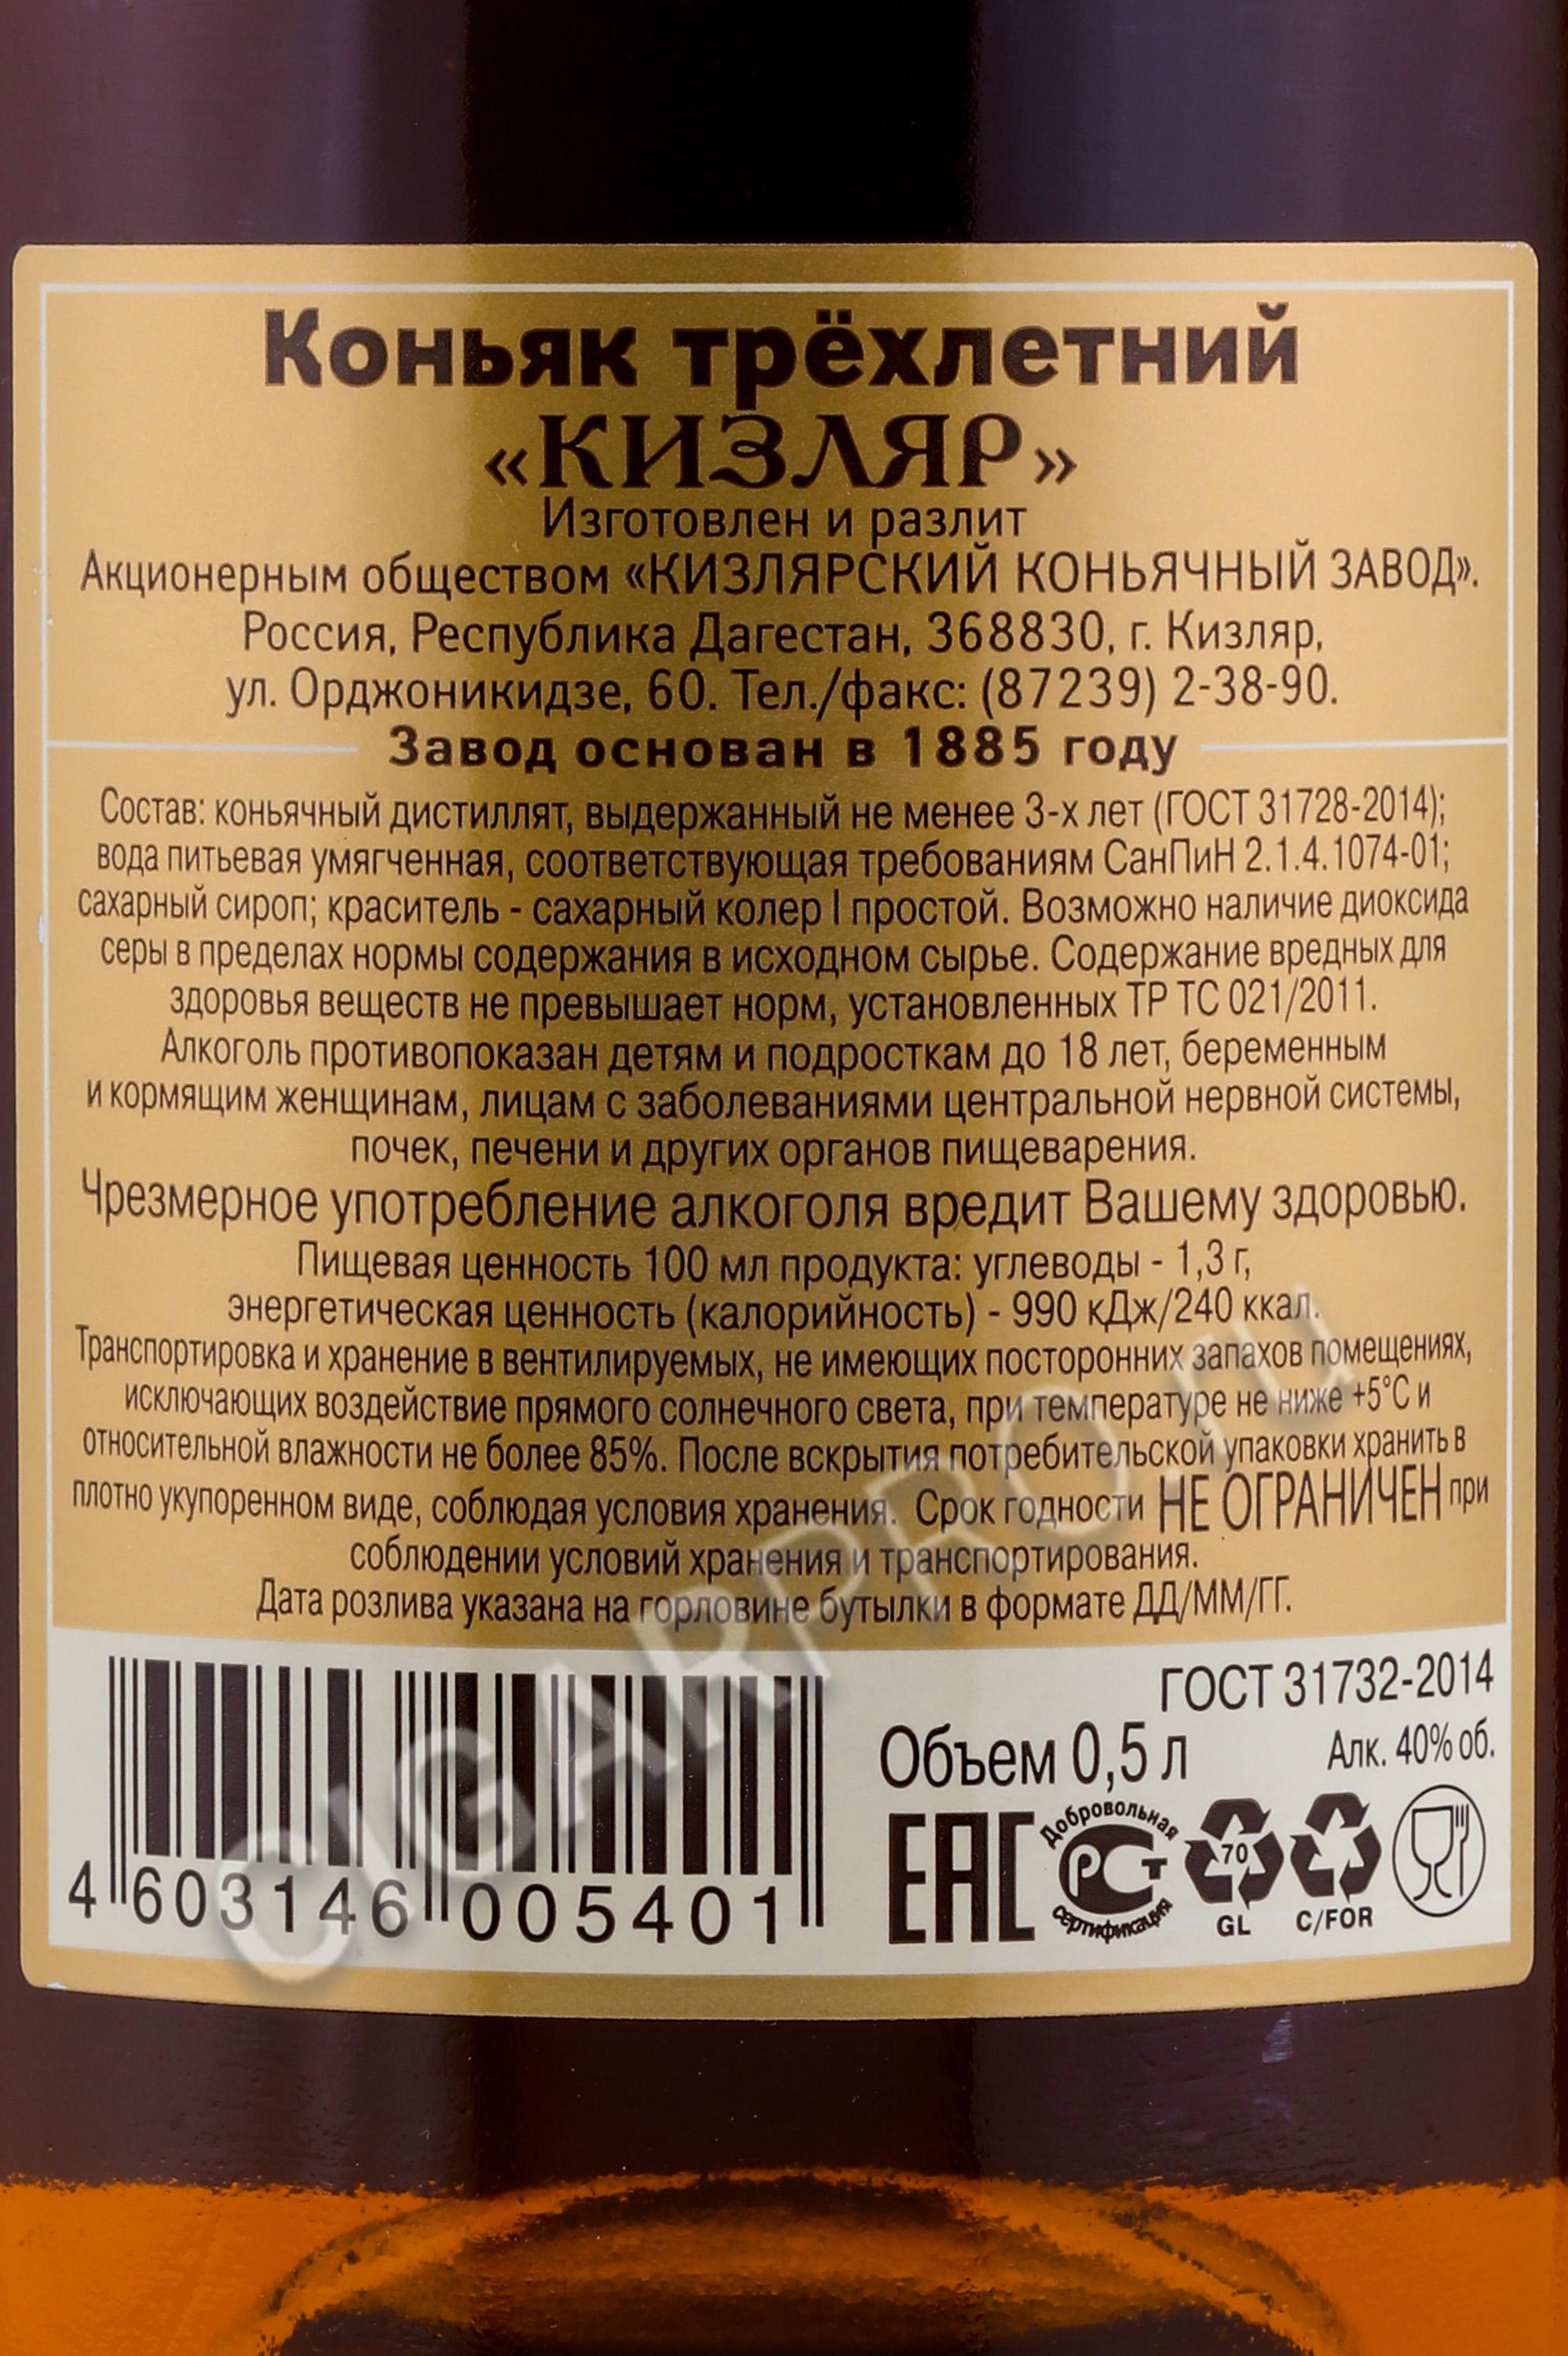 Коньяк трёхлетний
«КИЗЛЯР»
Изготовлен и разлит
Акционерным обществом «КИЗЛЯРСКИЙ КОНЬЯЧНЫЙ ЗАВОД».
Россия, Республика Дагестан, 368830, г. Кизляр,
ул. Орджоникидзе, 60. Тел./факс: (87239) 2-38-90.
Завод основан в 1885 году
Состав: коньячный дистиллят, выдержанный не менее 3-х лет (ГОСТ 31728-2014);
вода питьевая умягченная, соответствующая требованиям СанПиН 2.1.4.1074-01;
сахарный сироп; краситель - сахарный колер I простой. Возможно наличие диоксида
серы в пределах нормы содержания в исходном сырье. Содержание вредных для
здоровья веществ не превышает норм, установленных ТР ТС 021/2011.
Алкоголь противопоказан детям и подросткам до 18 лет, беременным
и кормящим женщинам, лицам с заболеваниями центральной нервной системы,
почек, печени и других органов пищеварения.
Чрезмерное употребление алкоголя вредит Вашему здоровью.
Пищевая ценность 100 мл продукта: углеводы - 1,3 г,
энергетическая ценность (калорийность) - 990 кДж/240 ккал.
Транспортировка и хранение в вентилируемых, не имеющих посторонних запахов помещениях,
исключающих воздействие прямого солнечного света, при температуре не ниже +5°С и
относительной влажности не более 85%. После вскрытия потребительской упаковки хранить в
плотно укупоренном виде, соблюдая условия хранения. Срок годности НЕ ОГРАНИЧЕН при
соблюдении условий хранения и транспортирования.
Дата розлива указана на горловине бутылки в формате ДД/ММ/ГГ.
ГОСТ 31732-2014
Объем 0,5 л Алк. 40% об.
4 603146 005401
ЕАС Добровольная РСТ сертификация 70 GL C/FOR
CIGARPRO.ru